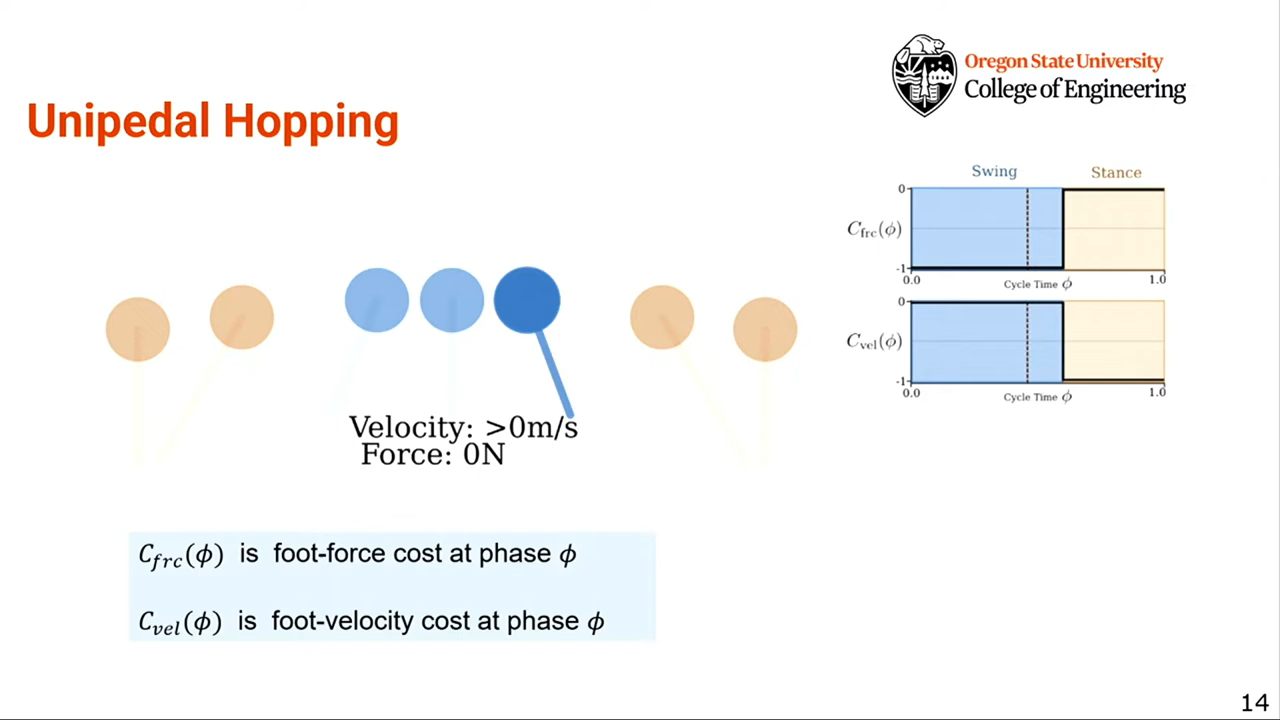 Oregon State University
College of Engineering
Unipedal Hopping
Swing
Stance
0
C_frc(ϕ)
-1
0.0
Cycle Time ϕ
1.0
0
C_vel(ϕ)
-1
0.0
Cycle Time ϕ
1.0
Velocity: >0m/s
Force: 0N
C_frc(ϕ) is foot-force cost at phase ϕ
C_vel(ϕ) is foot-velocity cost at phase ϕ
14